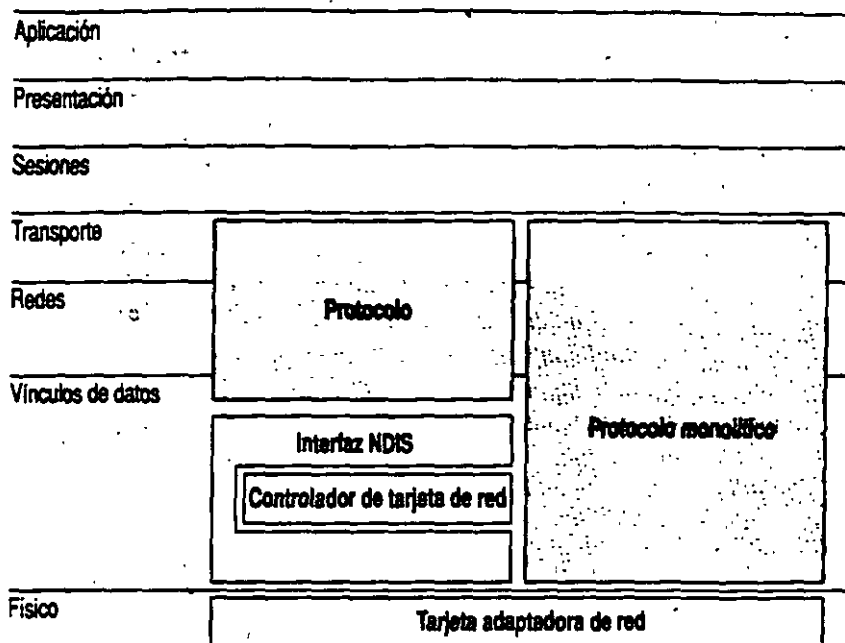 Aplicación
Presentación
Sesiones
Transporte
Redes
Protocolo
Vínculos de datos
Protocolo monolítico
Interfaz NDIS
Controlador de tarjeta de red
Físico
Tarjeta adaptadora de red